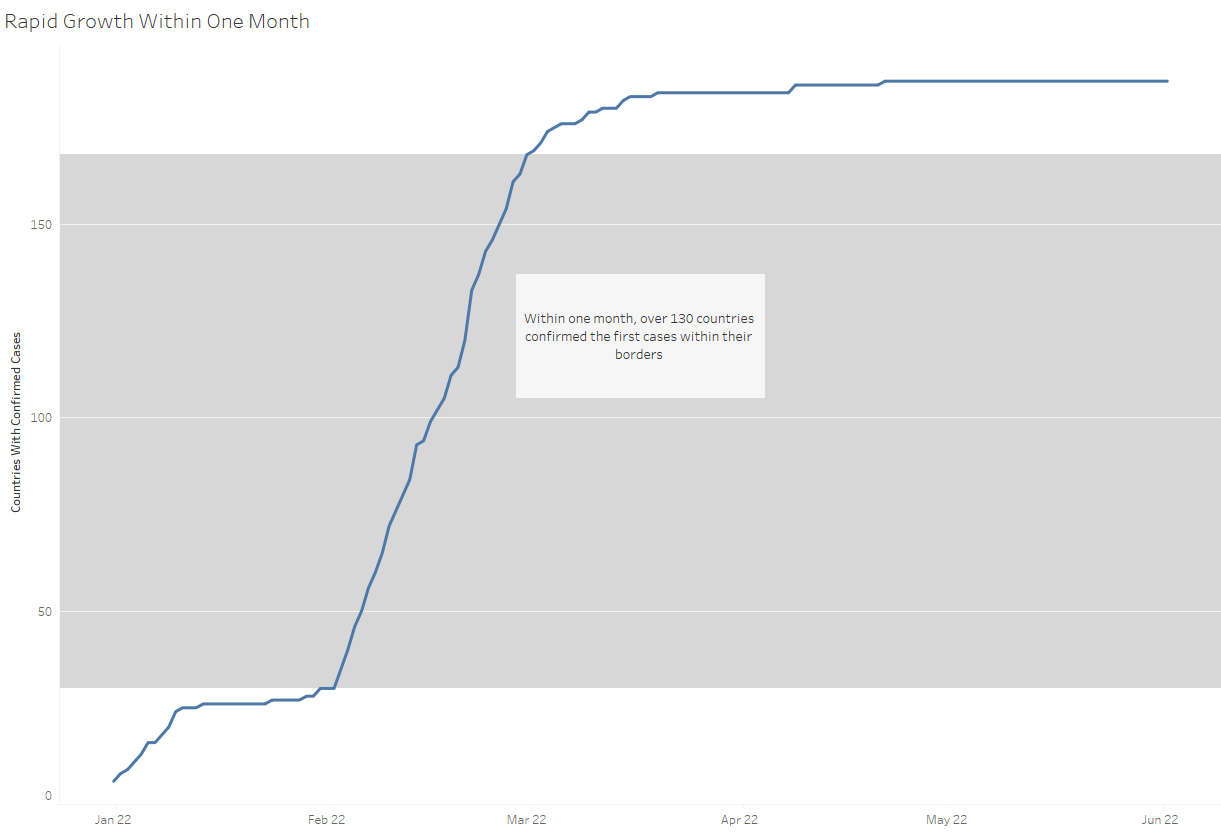 Rapid Growth Within One Month
Countries With Confirmed Cases
150
100
50
0
Within one month, over 130 countries
confirmed the first cases within their
borders
Jan 22
Feb 22
Mar 22
Apr 22
May 22
Jun 22